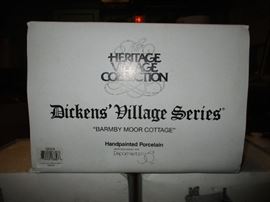 HERITAGE
VILLAGE
COLLECTION
Dickens' Village Series
"BARMBY MOOR COTTAGE"
Handpainted Porcelain
Department 56